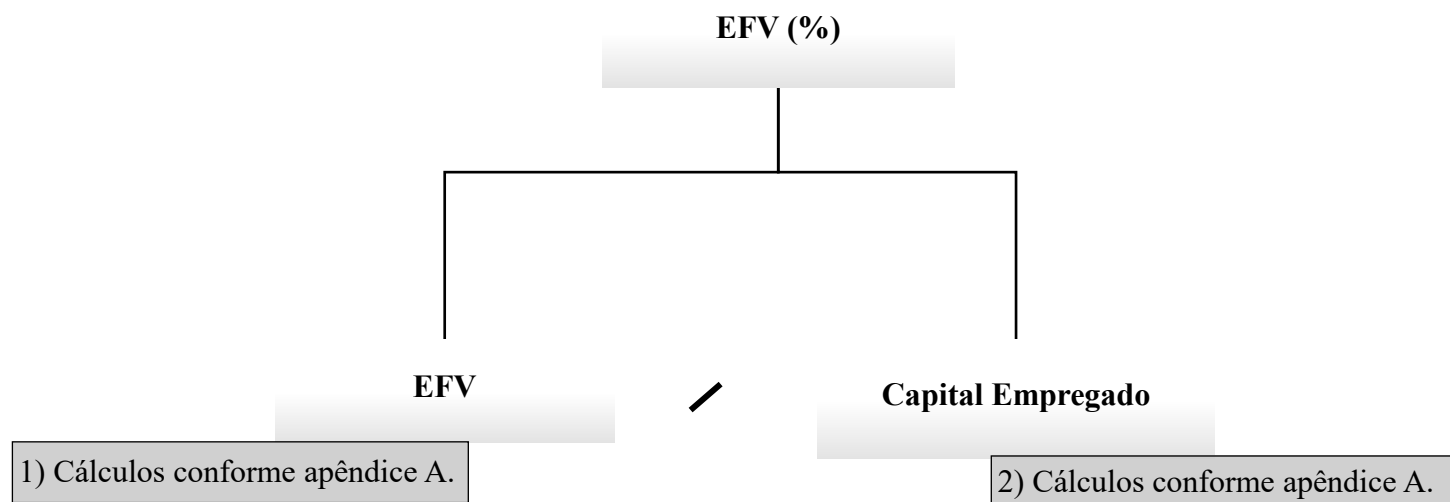 EFV (%)
EFV
Capital Empregado
1) Cálculos conforme apêndice A.
2) Cálculos conforme apêndice A.